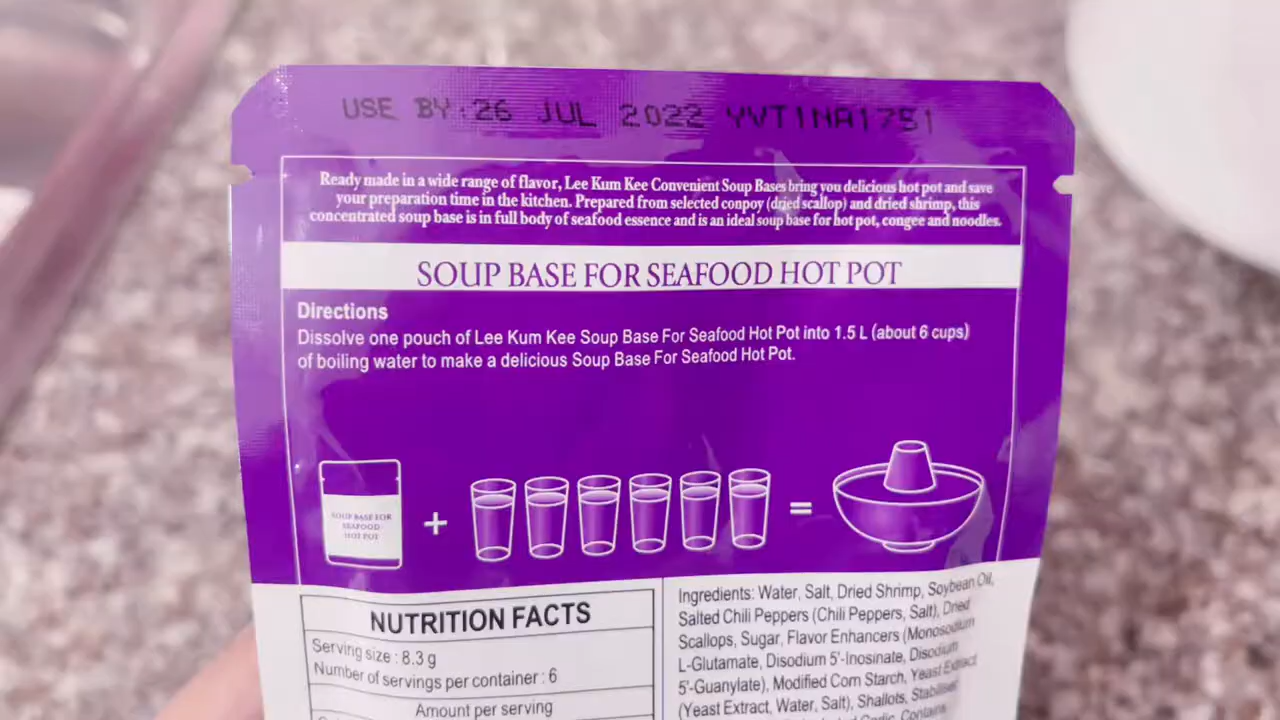 USE BY: 26 JUL 2022 YVT1NA1751
Ready made in a wide range of flavor, Lee Kum Kee Convenient Soup Bases bring you delicious hot pot and save
your preparation time in the kitchen. Prepared from selected conpoy (dried scallop) and dried shrimp, this
concentrated soup base is in full body of seafood essence and is an ideal soup base for hot pot, congee and noodles.
SOUP BASE FOR SEAFOOD HOT POT
Directions
Dissolve one pouch of Lee Kum Kee Soup Base For Seafood Hot Pot into 1.5 L (about 6 cups)
of boiling water to make a delicious Soup Base For Seafood Hot Pot.
SOUP BASE FOR
SEAFOOD
HOT POT
+
=
NUTRITION FACTS
Serving size : 8.3 g
Number of servings per container : 6
Amount per serving
Ingredients: Water, Salt, Dried Shrimp, Soybean Oil,
Salted Chili Peppers (Chili Peppers, Salt), Dried
Scallops, Sugar, Flavor Enhancers (Monosodium
L-Glutamate, Disodium 5'-Inosinate, Disodium
5'-Guanylate), Modified Corn Starch, Yeast Extract
(Yeast Extract, Water, Salt), Shallots,
Garlic, Contains